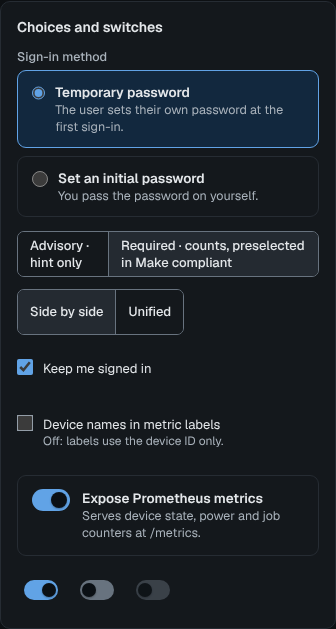 Choices and switches
Sign-in method
Temporary password
The user sets their own password at the
first sign-in.
Set an initial password
You pass the password on yourself.
Advisory ·
hint only
Required · counts, preselected
in Make compliant
Side by side
Unified
Keep me signed in
Device names in metric labels
Off: labels use the device ID only.
Expose Prometheus metrics
Serves device state, power and job
counters at /metrics.